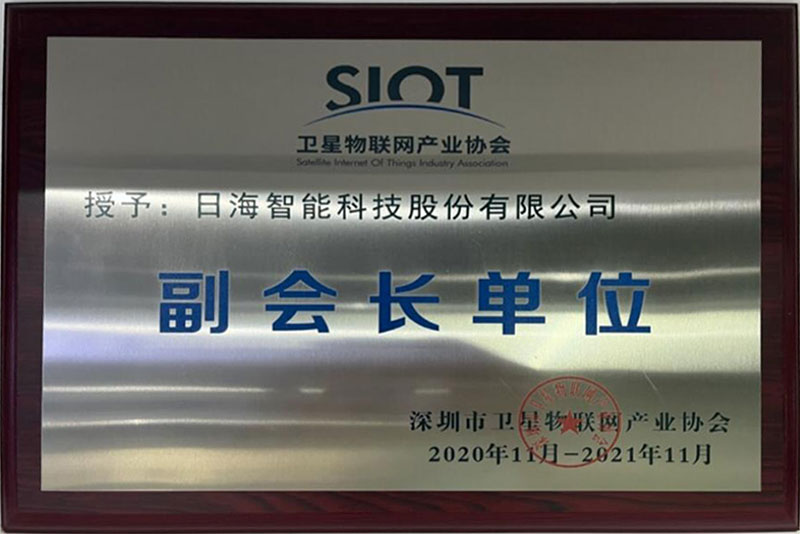 SIOT
卫星物联网产业协会
Satellite Internet Of Things Industry Association
授予：日海智能科技股份有限公司
副会长单位
深圳市卫星物联网产业协会
2020年11月-2021年11月